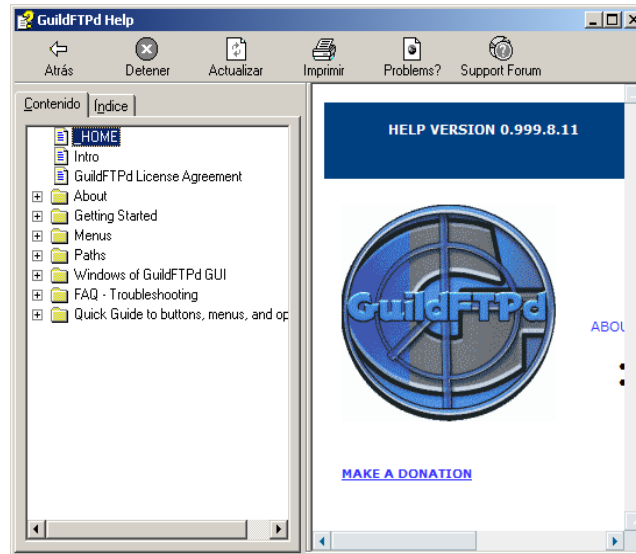 GuildFTPd Help
Atrás Detener Actualizar Imprimir Problems? Support Forum
Contenido Índice
_HOME
Intro
GuildFTPd License Agreement
About
Getting Started
Menus
Paths
Windows of GuildFTPd GUI
FAQ - Troubleshooting
Quick Guide to buttons, menus, and op
HELP VERSION 0.999.8.11
GuildFTPd
ABOU
MAKE A DONATION